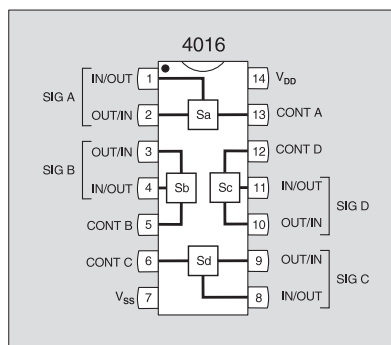 4016
IN/OUT 1 14 VDD
SIG A
OUT/IN 2 Sa 13 CONT A
OUT/IN 3 12 CONT D
SIG B
IN/OUT 4 Sb Sc 11 IN/OUT
SIG D
CONT B 5 10 OUT/IN
CONT C 6 Sd 9 OUT/IN
SIG C
VSS 7 8 IN/OUT